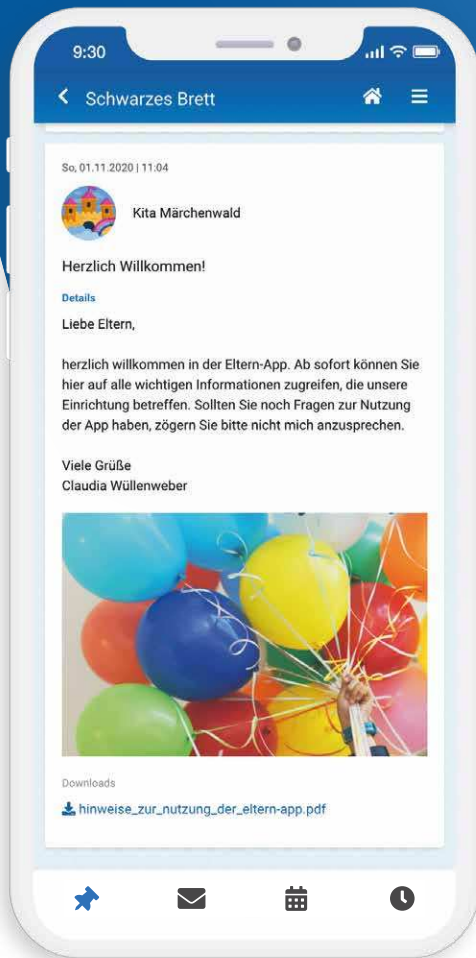 9:30
Schwarzes Brett
So, 01.11.2020 | 11:04
Kita Märchenwald
Herzlich Willkommen!
Details
Liebe Eltern,
herzlich willkommen in der Eltern-App. Ab sofort können Sie
hier auf alle wichtigen Informationen zugreifen, die unsere
Einrichtung betreffen. Sollten Sie noch Fragen zur Nutzung
der App haben, zögern Sie bitte nicht mich anzusprechen.
Viele Grüße
Claudia Wüllenweber
Downloads
hinweise_zur_nutzung_der_eltern-app.pdf